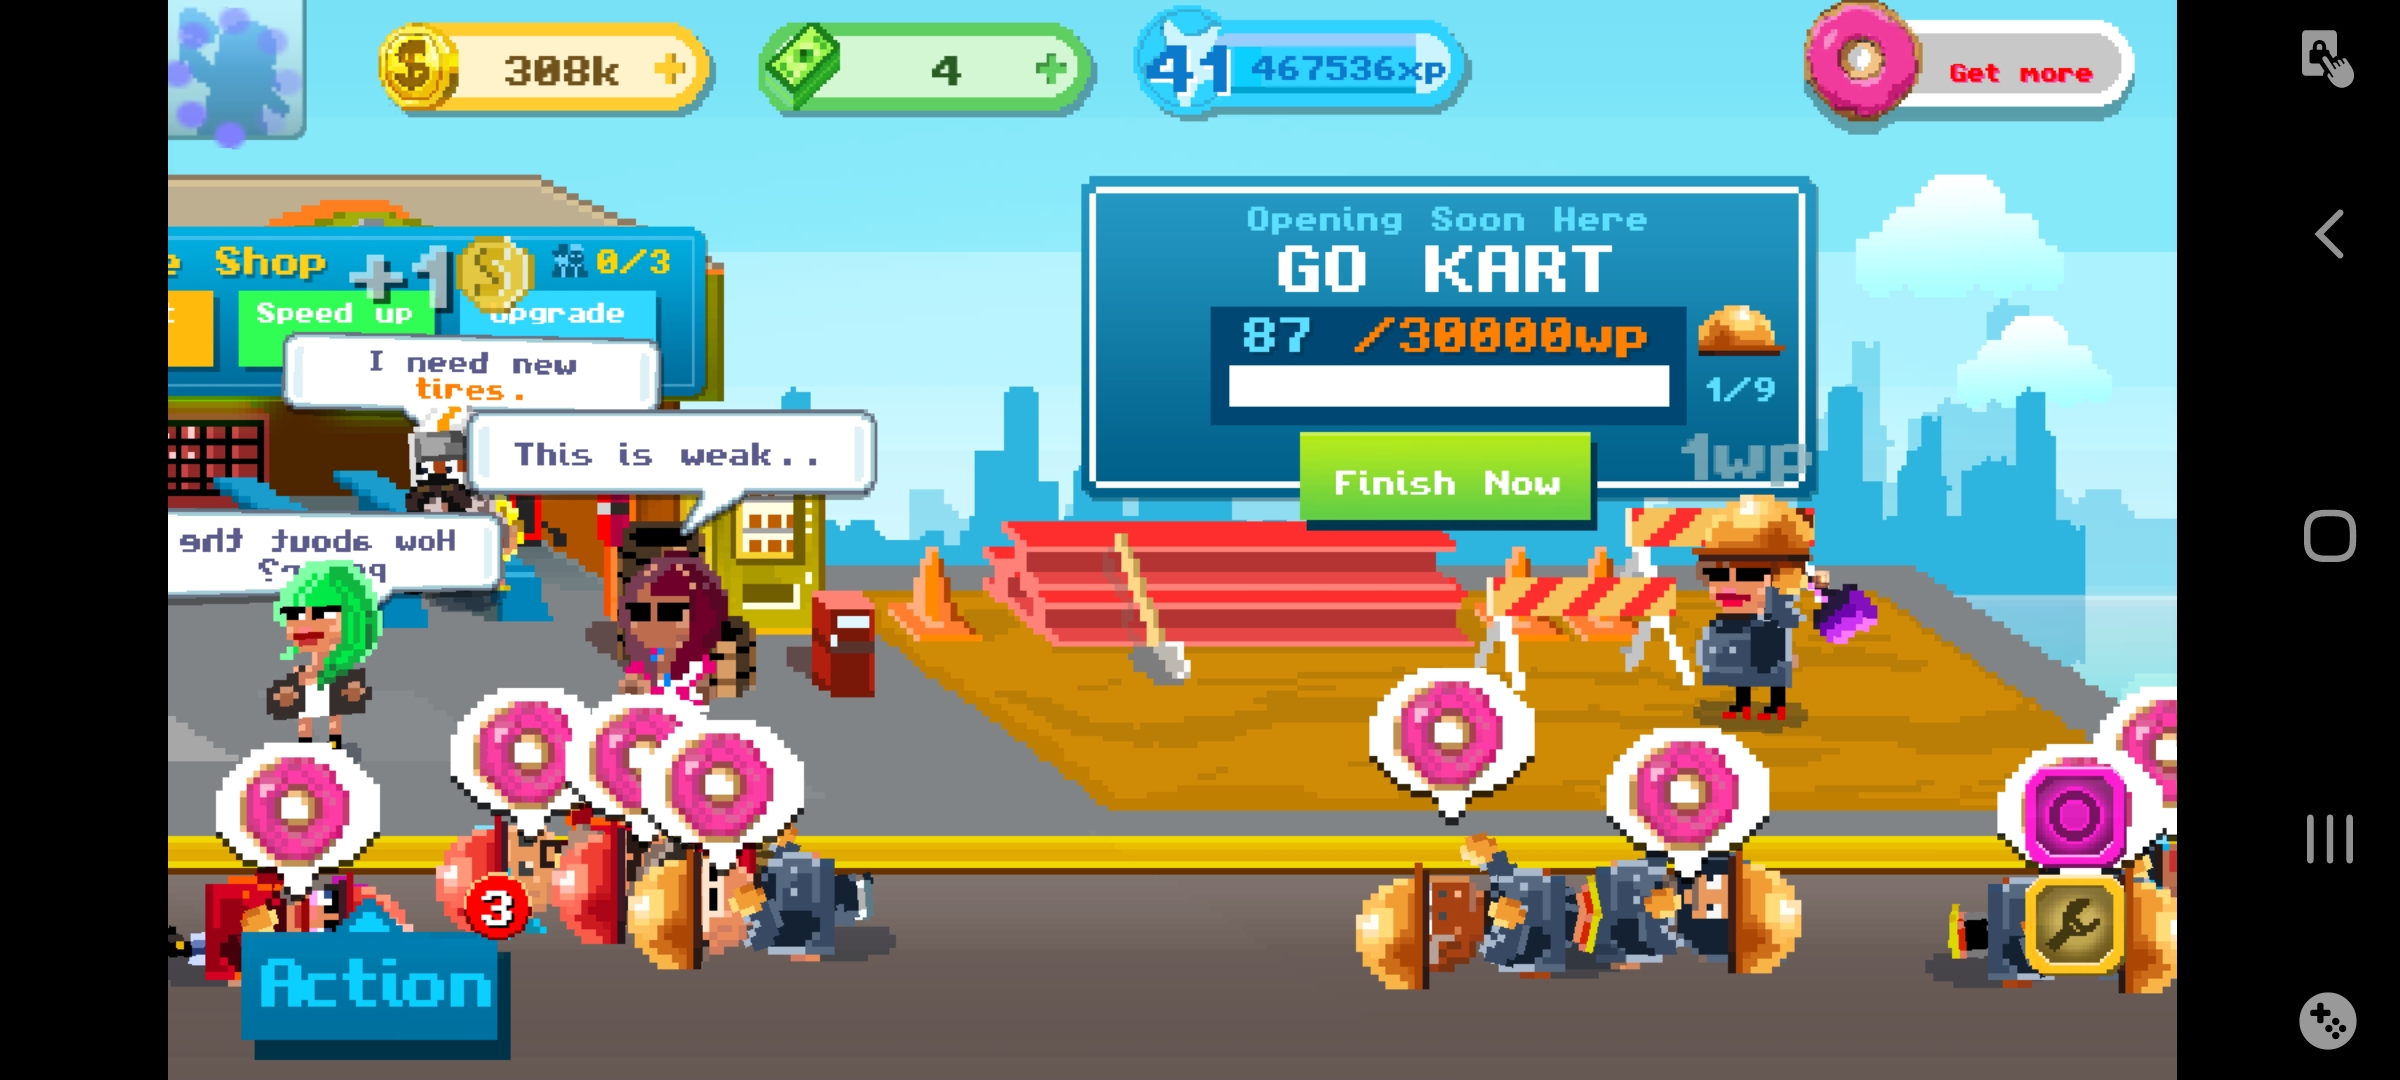 308k
4
41
467536xp
Get more
e Shop
+1
0/3
t
Speed up
Upgrade
I need new
tires.
This is weak..
How about the
Opening Soon Here
GO KART
87 /30000wp
1/9
Finish Now
1wp
3
Action